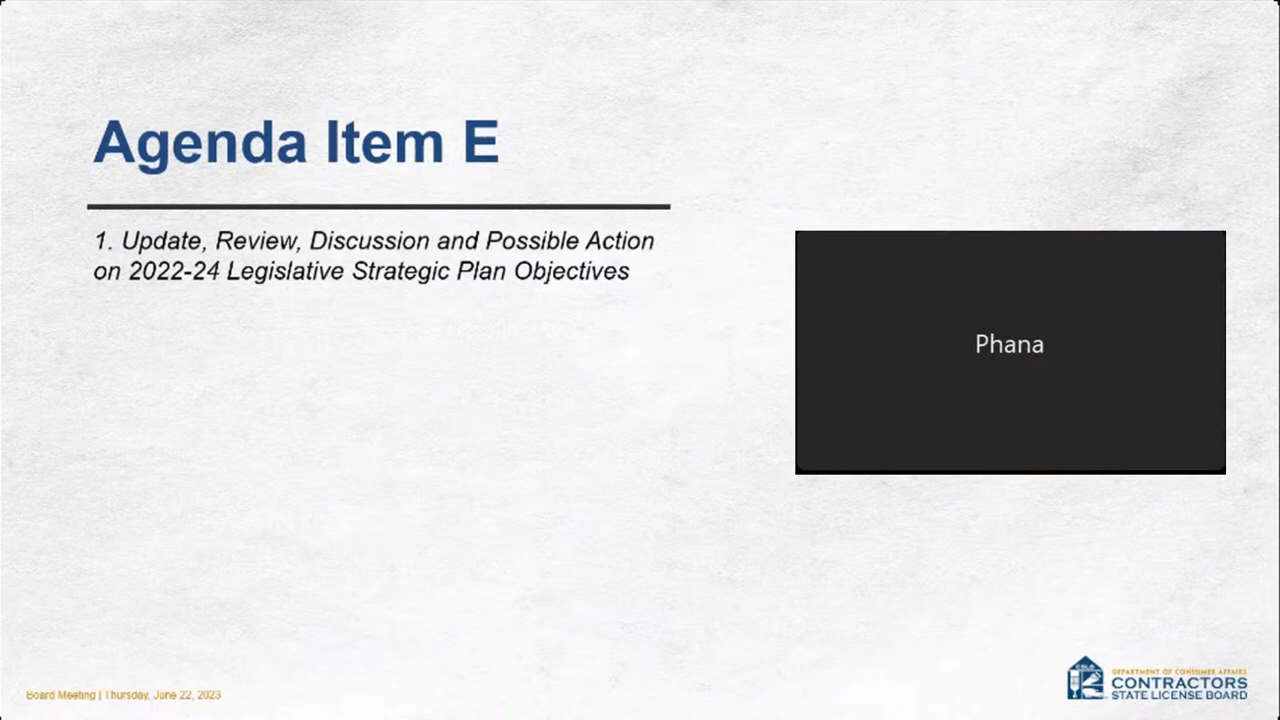 Agenda Item E
1. Update, Review, Discussion and Possible Action
on 2022-24 Legislative Strategic Plan Objectives
Phana
Board Meeting | Thursday, June 22, 2023
CSLB
DEPARTMENT OF CONSUMER AFFAIRS
CONTRACTORS
STATE LICENSE BOARD